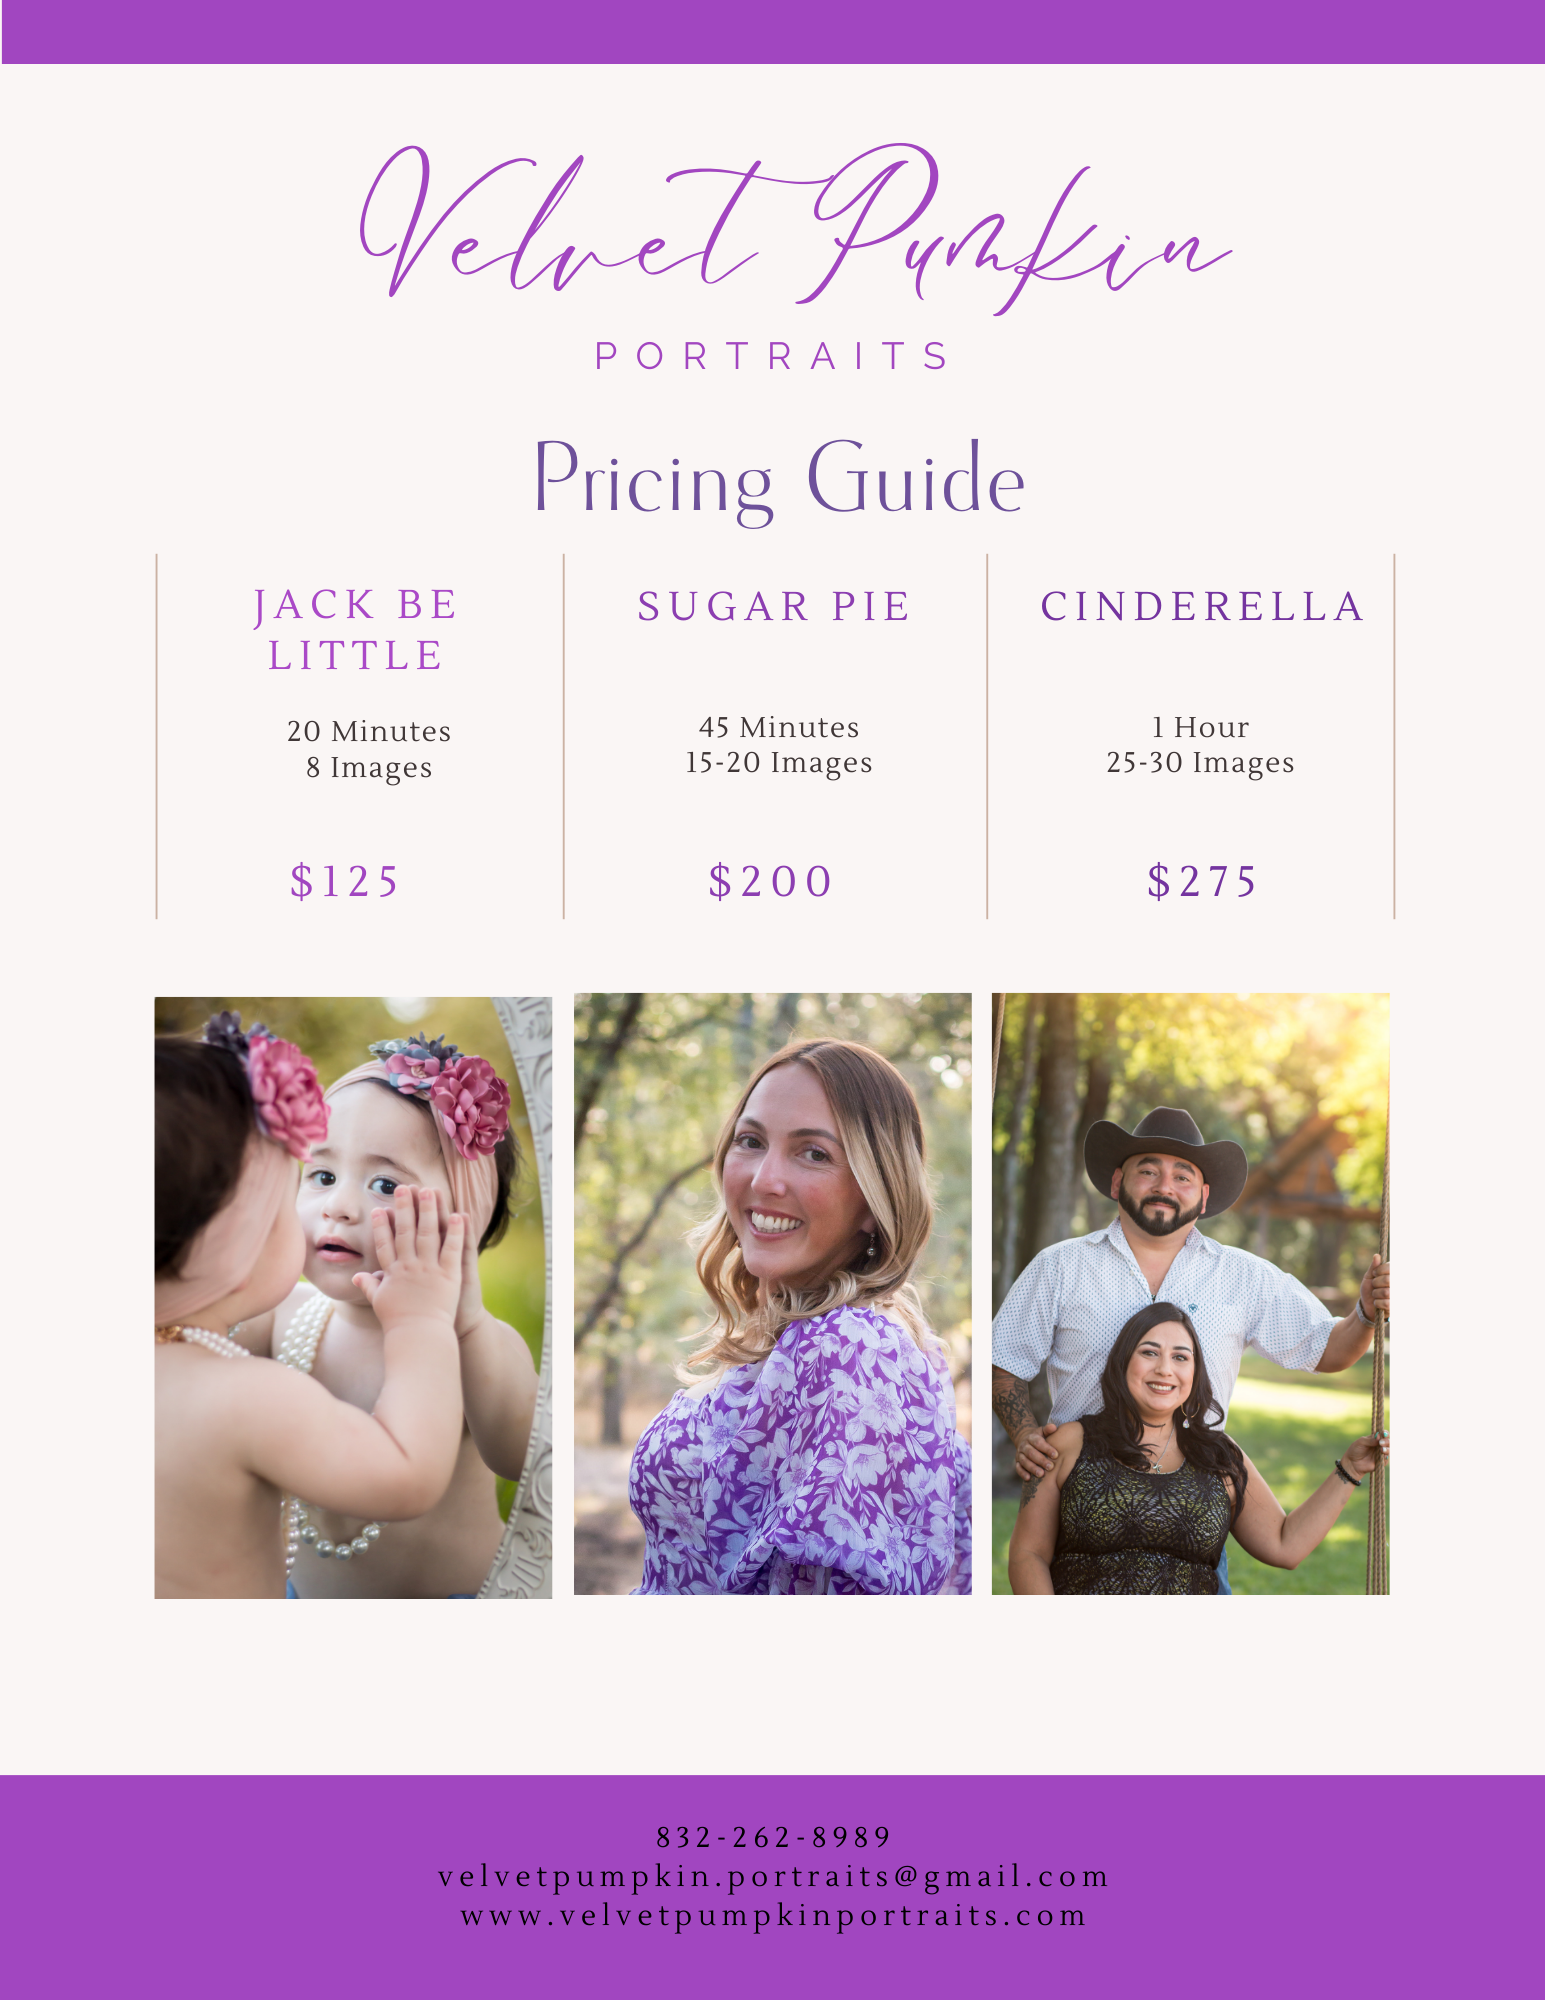 Velvet Pumkin
PORTRAITS
Pricing Guide
JACK BE
LITTLE
20 Minutes
8 Images
$125
SUGAR PIE
45 Minutes
15-20 Images
$200
CINDERELLA
1 Hour
25-30 Images
$275
832-262-8989
velvetpumpkin.portraits@gmail.com
www.velvetpumpkinportraits.com